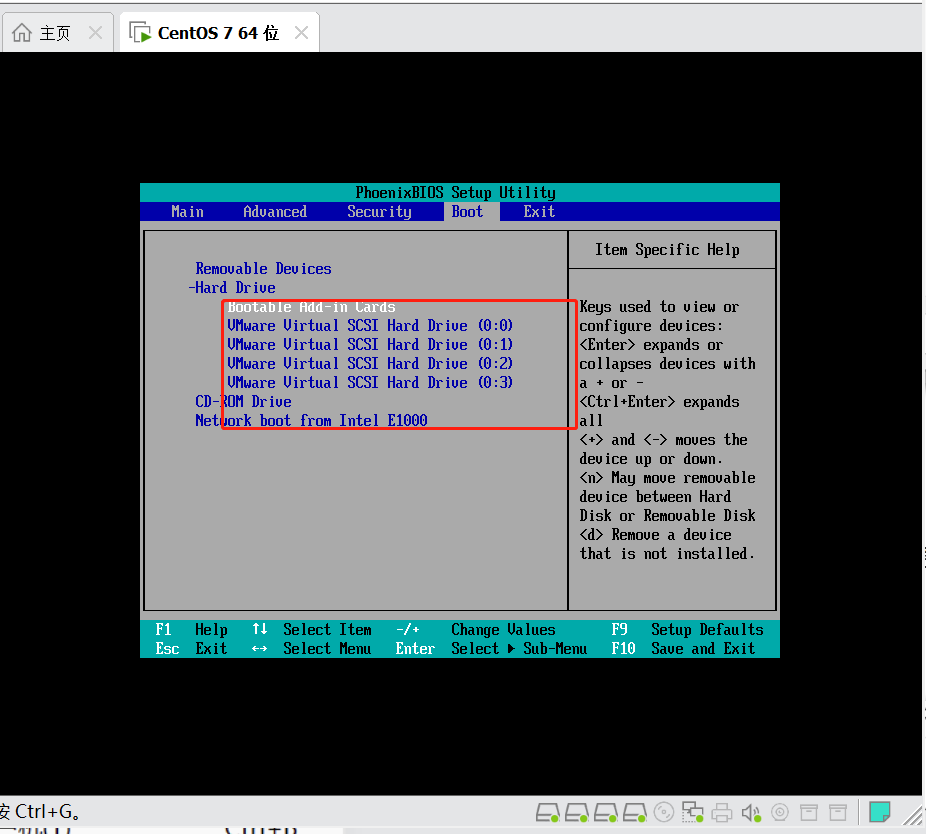 主页
CentOS 7 64 位
PhoenixBIOS Setup Utility
Main Advanced Security Boot Exit
Item Specific Help
Removable Devices
-Hard Drive
Bootable Add-in Cards
VMware Virtual SCSI Hard Drive (0:0)
VMware Virtual SCSI Hard Drive (0:1)
VMware Virtual SCSI Hard Drive (0:2)
VMware Virtual SCSI Hard Drive (0:3)
CD-ROM Drive
Network boot from Intel E1000
Keys used to view or
configure devices:
<Enter> expands or
collapses devices with
a + or -
<Ctrl+Enter> expands
all
<+> and <-> moves the
device up or down.
<n> May move removable
device between Hard
Disk or Removable Disk
<d> Remove a device
that is not installed.
F1 Help ↑↓ Select Item -/+ Change Values F9 Setup Defaults
Esc Exit ↔ Select Menu Enter Select ▶ Sub-Menu F10 Save and Exit
按 Ctrl+G。